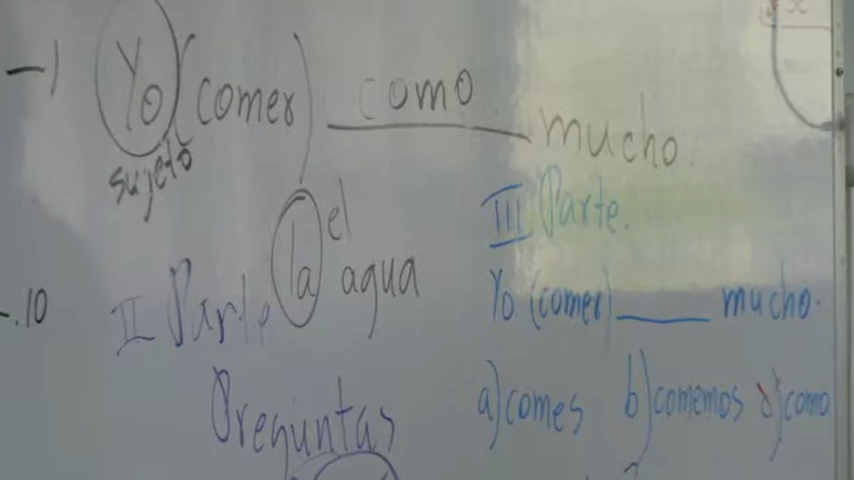 -1 Yo (comer) como mucho.
sujeto
el
la agua
-.10
II Parte
Preguntas
III Parte.
Yo (comer) ____ mucho.
a) comes b) comemos c) como